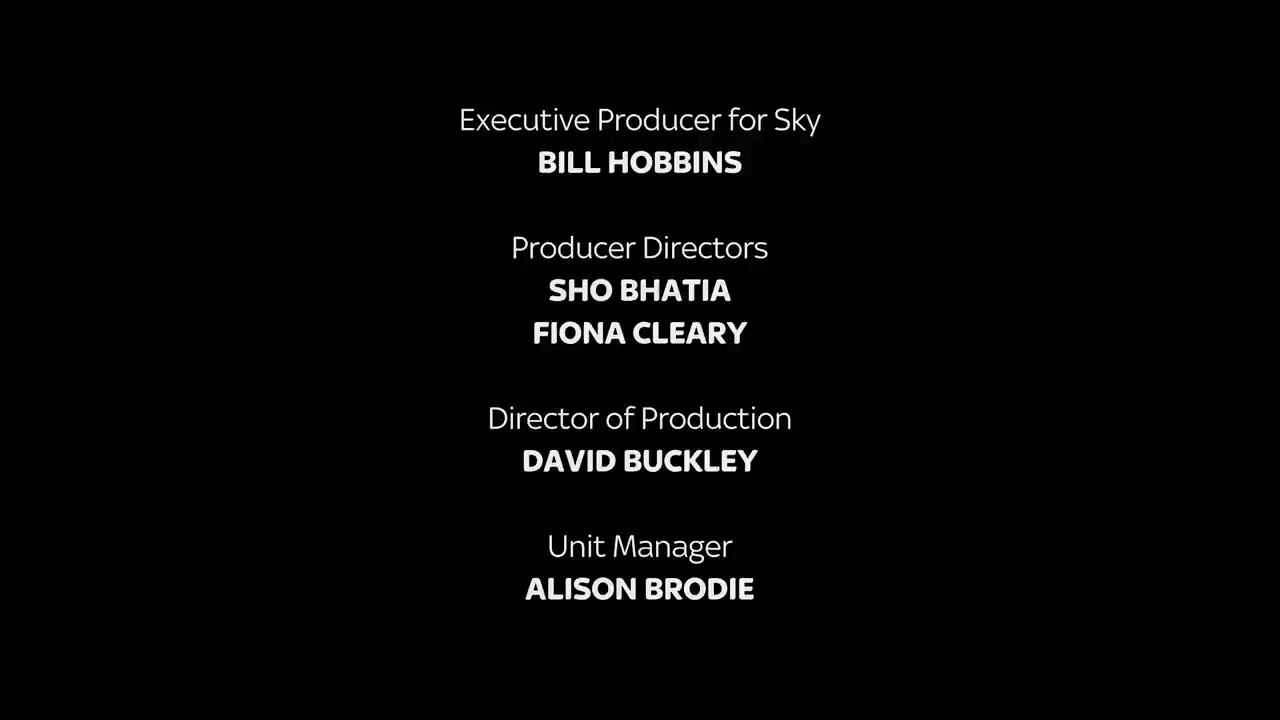 Executive Producer for Sky
BILL HOBBINS
Producer Directors
SHO BHATIA
FIONA CLEARY
Director of Production
DAVID BUCKLEY
Unit Manager
ALISON BRODIE